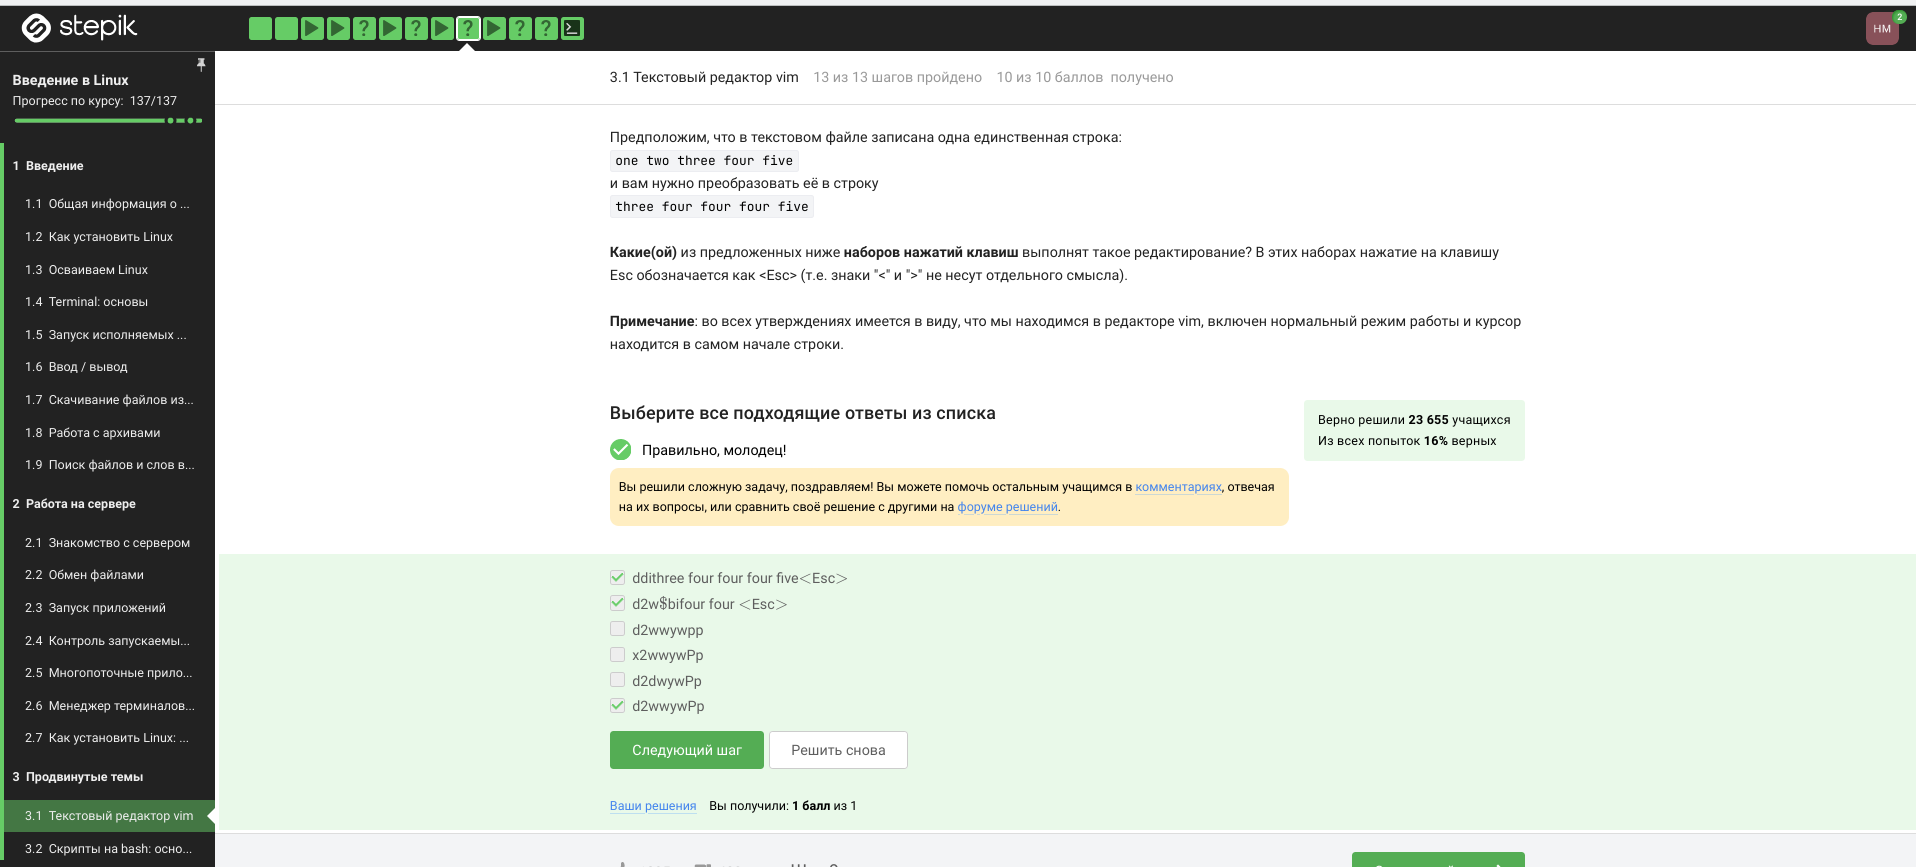 stepik
HM
2
Введение в Linux
Прогресс по курсу: 137/137
1 Введение
1.1 Общая информация о ...
1.2 Как установить Linux
1.3 Осваиваем Linux
1.4 Terminal: основы
1.5 Запуск исполняемых ...
1.6 Ввод / вывод
1.7 Скачивание файлов из...
1.8 Работа с архивами
1.9 Поиск файлов и слов в...
2 Работа на сервере
2.1 Знакомство с сервером
2.2 Обмен файлами
2.3 Запуск приложений
2.4 Контроль запускаемы...
2.5 Многопоточные прило...
2.6 Менеджер терминалов...
2.7 Как установить Linux: ...
3 Продвинутые темы
3.1 Текстовый редактор vim
3.2 Скрипты на bash: осно...
3.1 Текстовый редактор vim 13 из 13 шагов пройдено 10 из 10 баллов получено
Предположим, что в текстовом файле записана одна единственная строка:
one two three four five
и вам нужно преобразовать её в строку
three four four four five
Какие(ой) из предложенных ниже наборов нажатий клавиш выполнят такое редактирование? В этих наборах нажатие на клавишу
Esc обозначается как <Esc> (т.е. знаки "<" и ">" не несут отдельного смысла).
Примечание: во всех утверждениях имеется в виду, что мы находимся в редакторе vim, включен нормальный режим работы и курсор
находится в самом начале строки.
Выберите все подходящие ответы из списка
Верно решили 23 655 учащихся
Из всех попыток 16% верных
Правильно, молодец!
Вы решили сложную задачу, поздравляем! Вы можете помочь остальным учащимся в комментариях, отвечая
на их вопросы, или сравнить своё решение с другими на форуме решений.
ddithree four four four five<Esc>
d2w$bifour four <Esc>
d2wwywpp
x2wwywPp
d2dwywPp
d2wwywPp
Следующий шаг
Решить снова
Ваши решения Вы получили: 1 балл из 1